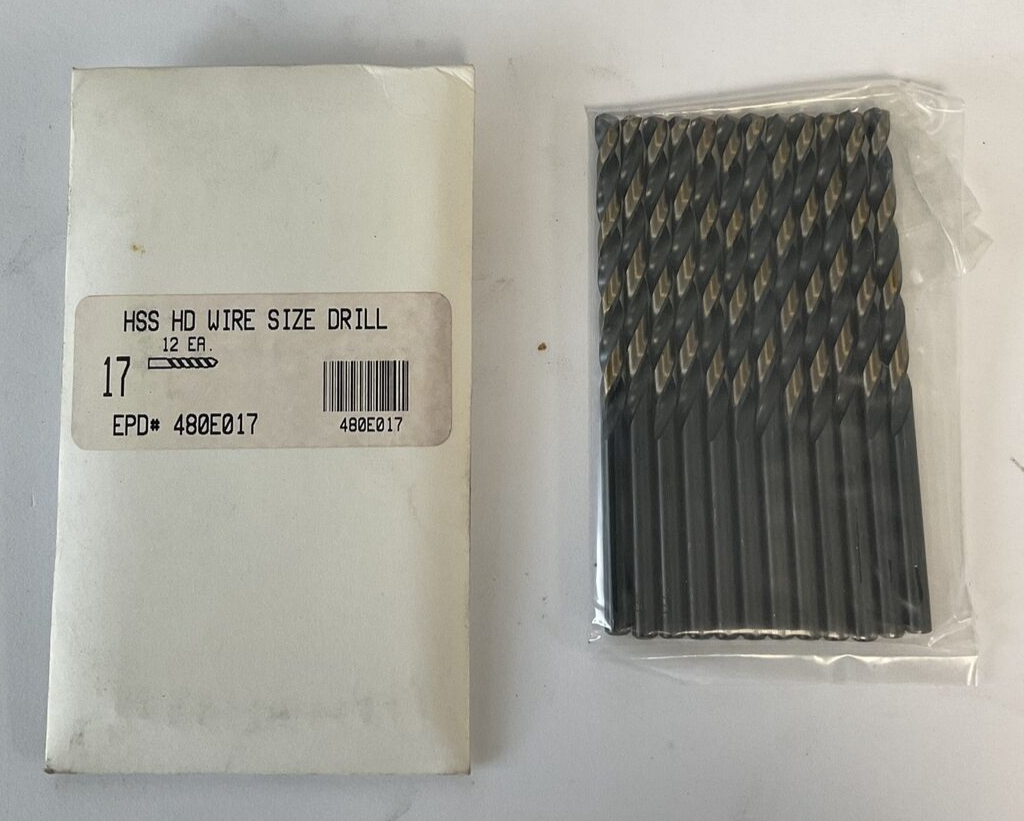 HSS HD WIRE SIZE DRILL
12 EA.
17
EPD# 480E017
480E017